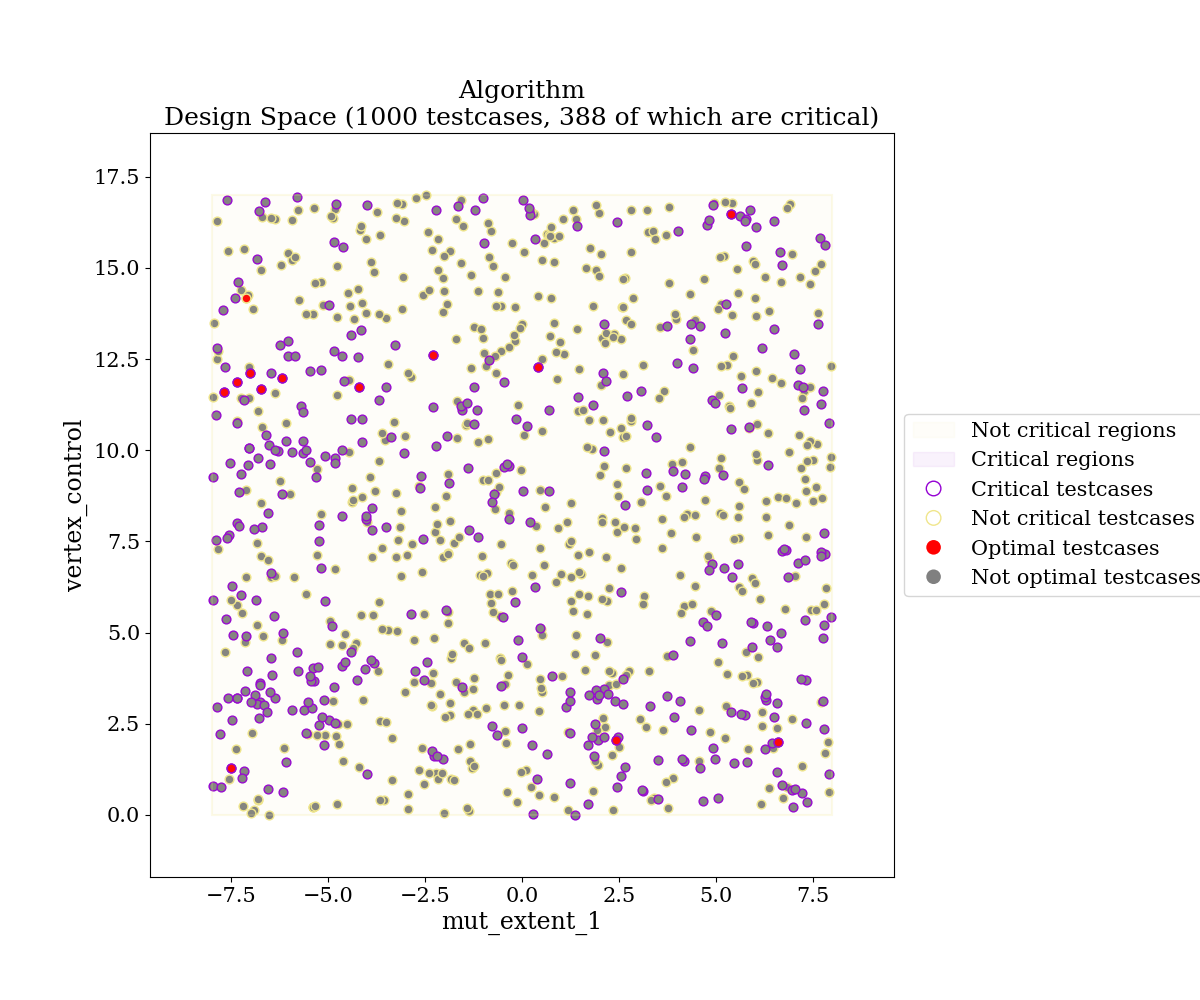 Algorithm
Design Space (1000 testcases, 388 of which are critical)
17.5
15.0
12.5
10.0
7.5
5.0
2.5
0.0
vertex_control
−7.5
−5.0
−2.5
0.0
2.5
5.0
7.5
mut_extent_1
Not critical regions
Critical regions
Critical testcases
Not critical testcases
Optimal testcases
Not optimal testcases